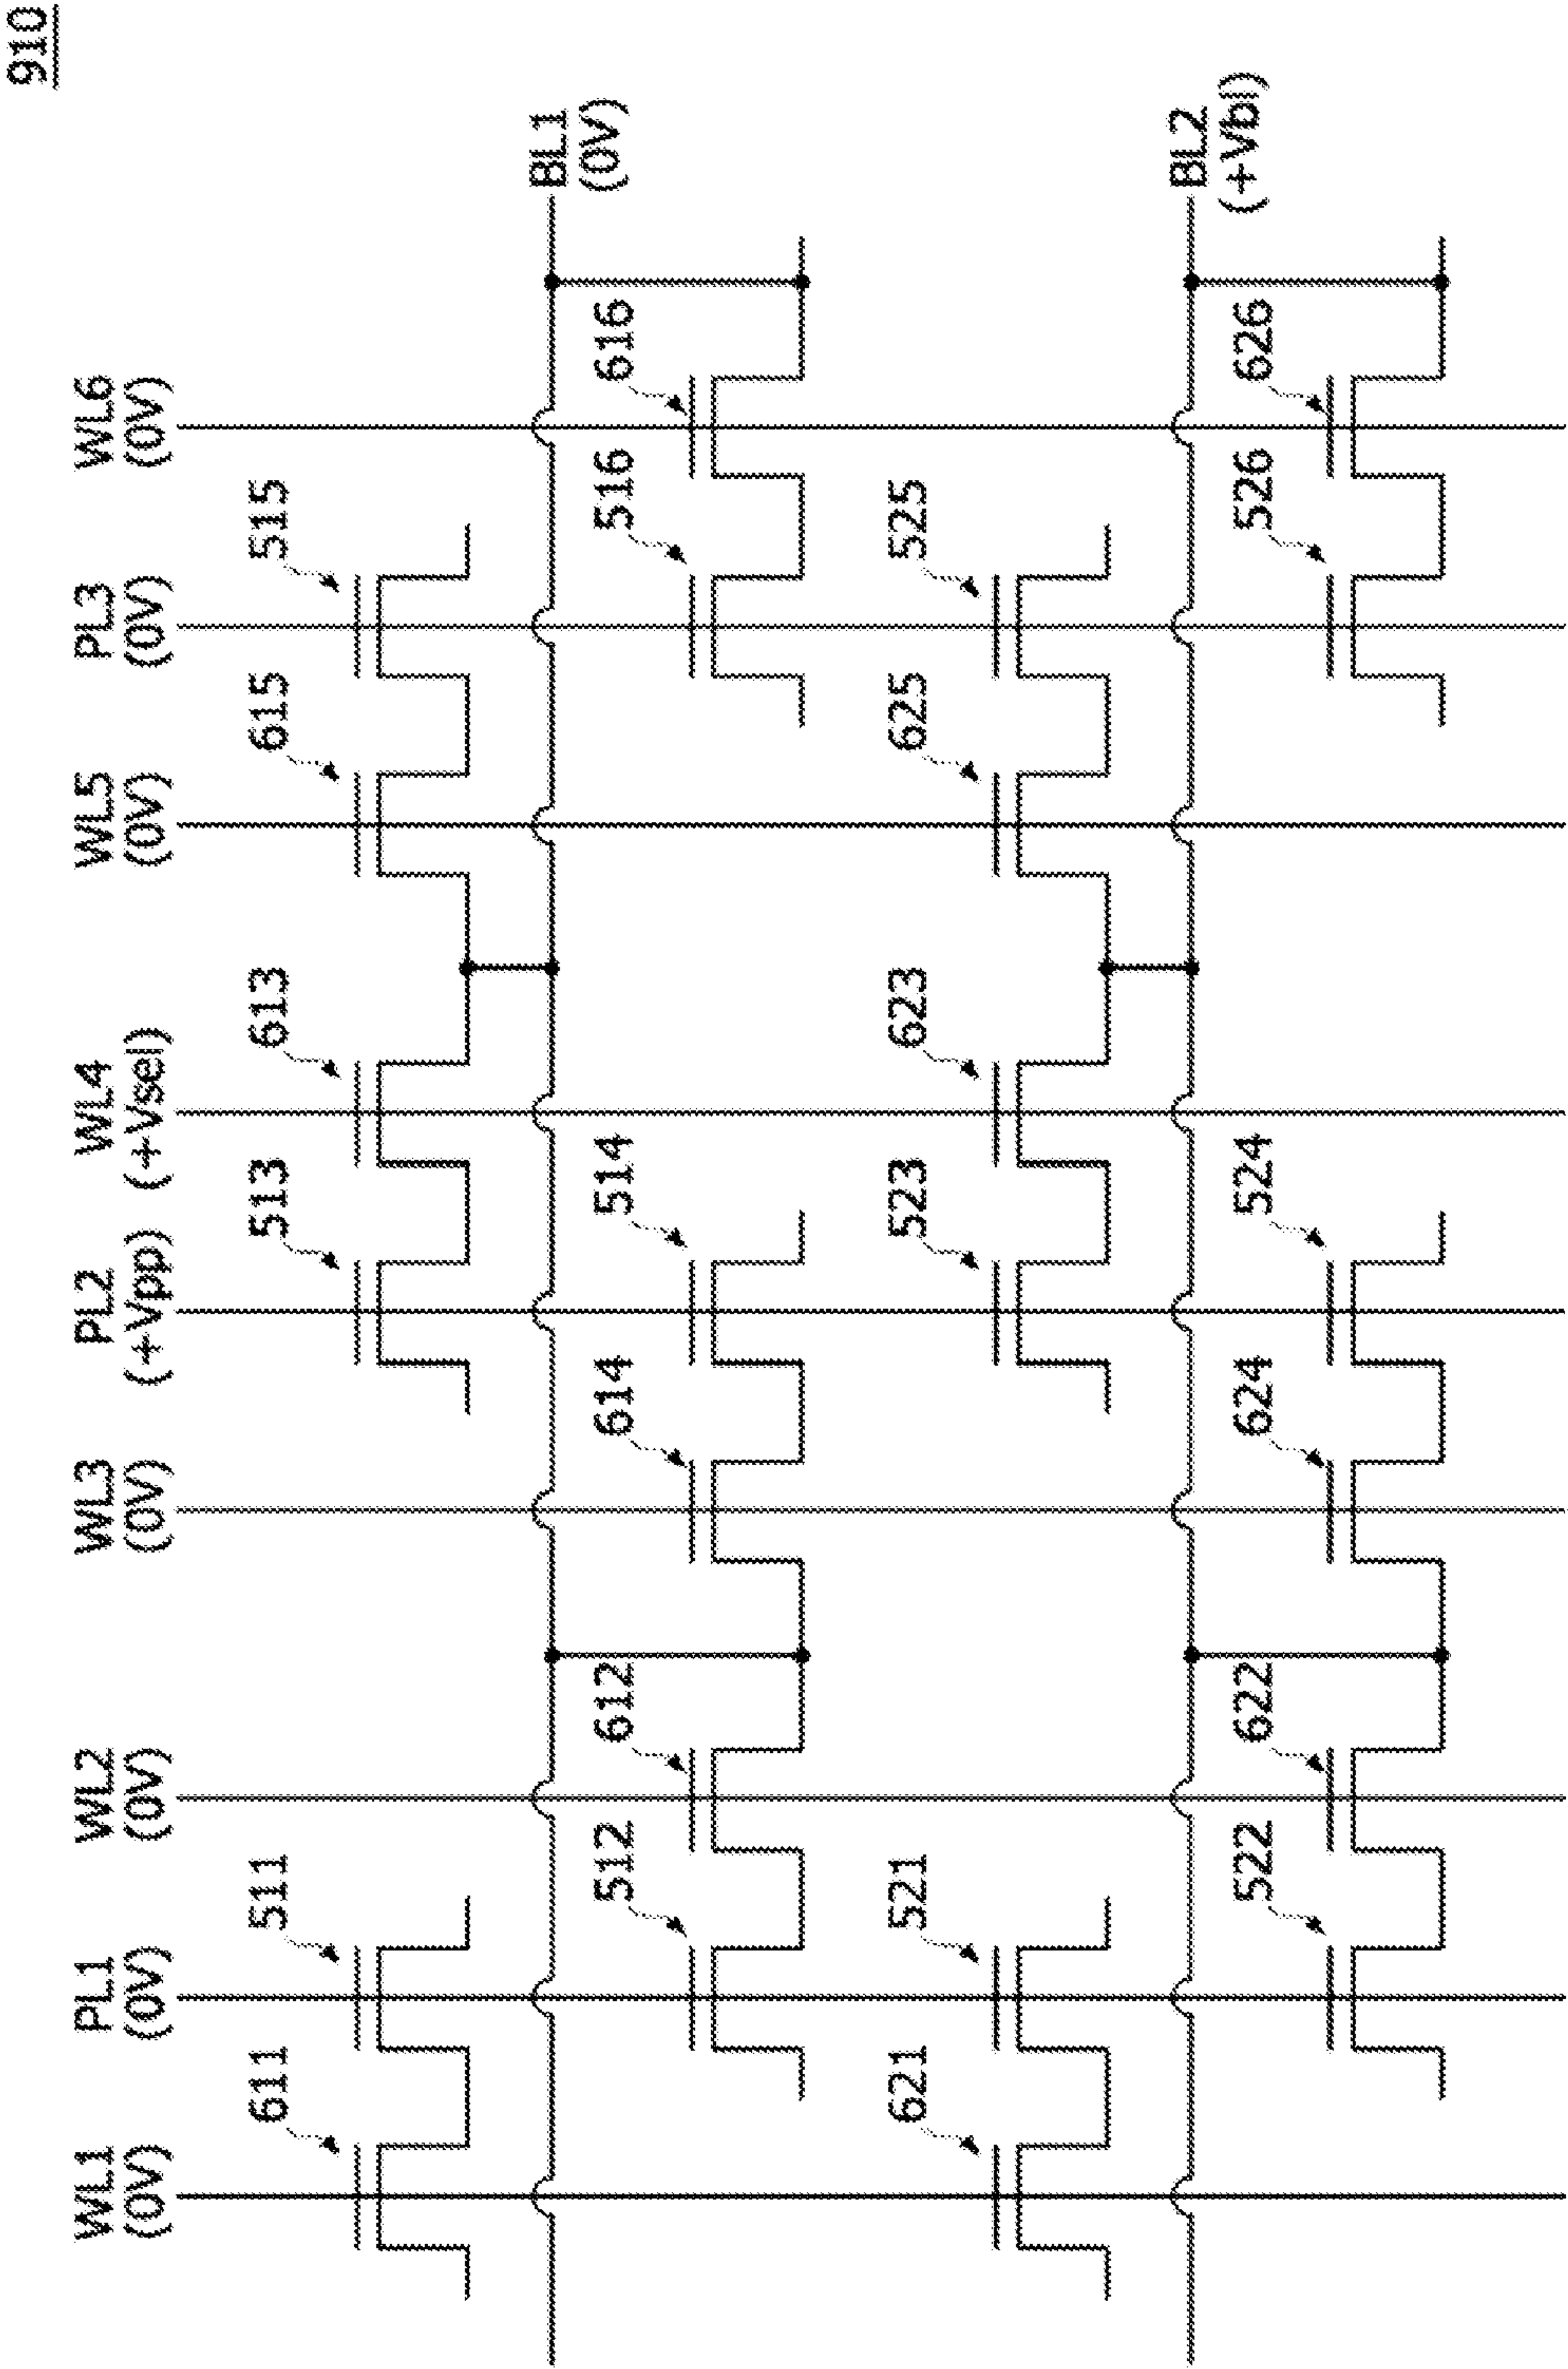 910
WL1
(0V)
PL1
(0V)
WL2
(0V)
WL3
(0V)
PL2
(+Vpp)
WL4
(+Vsel)
WL5
(0V)
PL3
(0V)
WL6
(0V)
611
511
513
613
615
515
BL1
(0V)
512
612
614
514
516
616
621
521
523
623
625
525
BL2
(+Vbl)
522
622
624
524
526
626